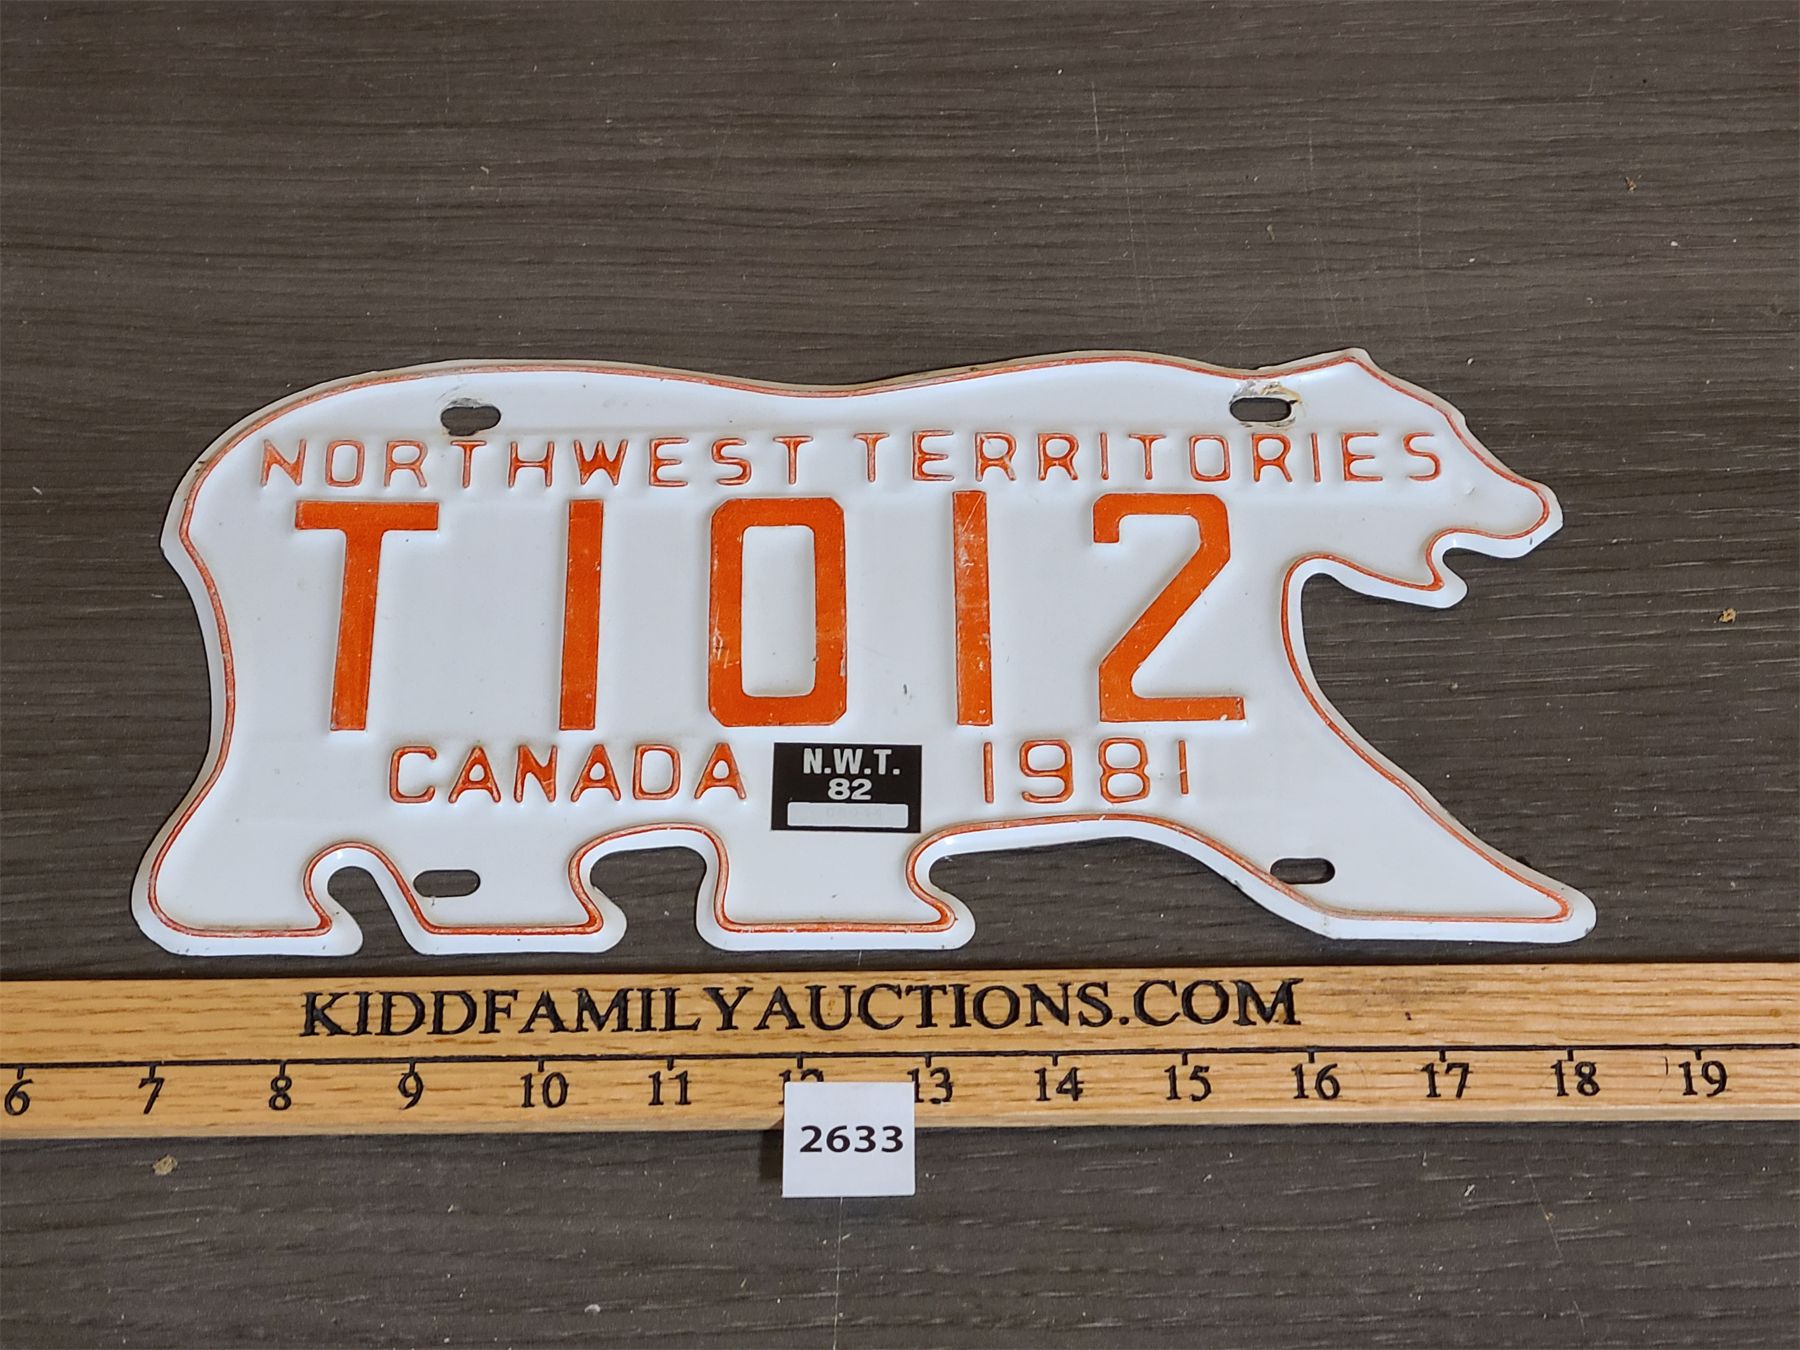 NORTHWEST TERRITORIES
T1012
CANADA 1981
N.W.T.
82
KIDDFAMILYAUCTIONS.COM
6 7 8 9 10 11 12 13 14 15 16 17 18 19
2633